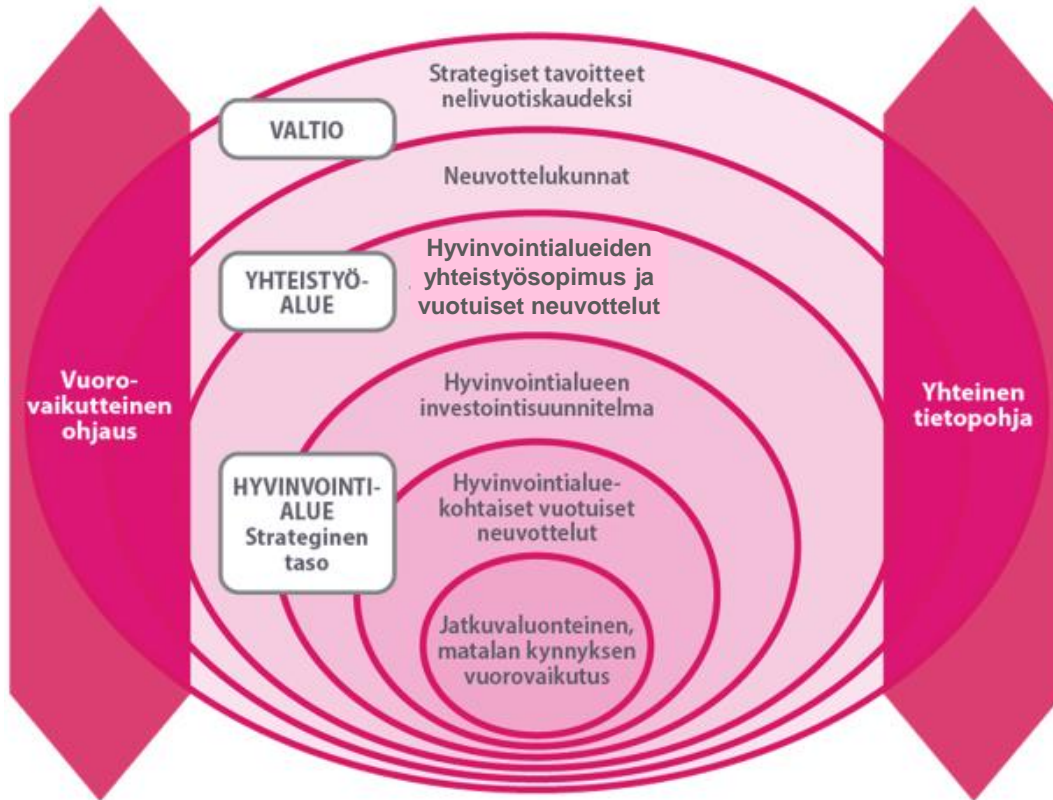 Strategiset tavoitteet
nelivuotiskaudeksi
VALTIO
Neuvottelukunnat
YHTEISTYÖ-
ALUE
Hyvinvointialueiden
yhteistyösopimus ja
vuotuiset neuvottelut
Vuoro-
vaikutteinen
ohjaus
Hyvinvointialueen
investointisuunnitelma
Yhteinen
tietopohja
HYVINVOINTI-
ALUE
Strateginen
taso
Hyvinvointialue-
kohtaiset vuotuiset
neuvottelut
Jatkuvaluonteinen,
matalan kynnyksen
vuorovaikutus